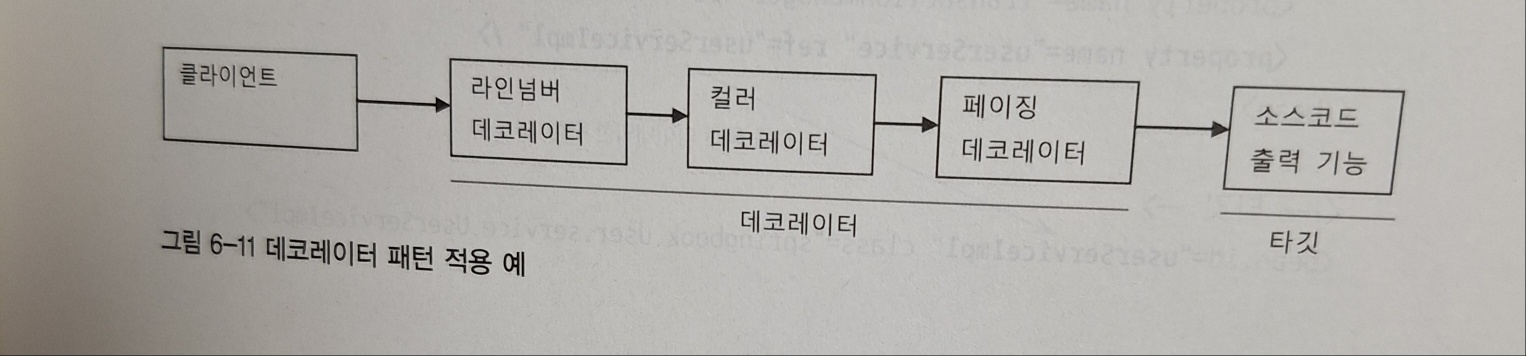 클라이언트
라인넘버
데코레이터
컬러
데코레이터
페이징
데코레이터
소스코드
출력 기능
데코레이터
타깃
그림 6-11 데코레이터 패턴 적용 예